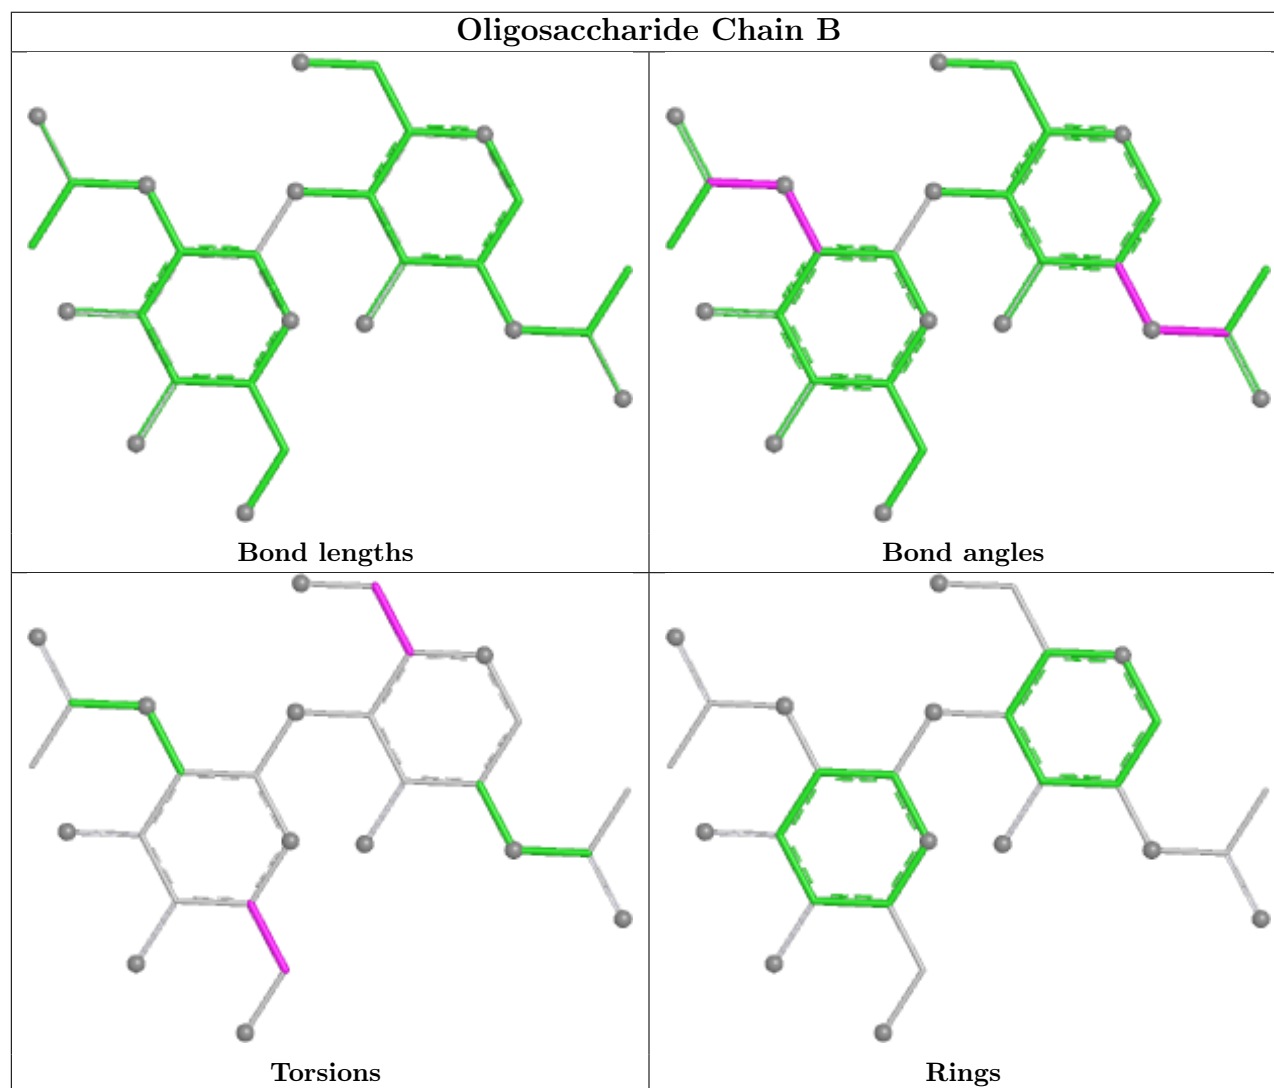 Oligosaccharide Chain B
Bond lengths
Bond angles
Torsions
Rings